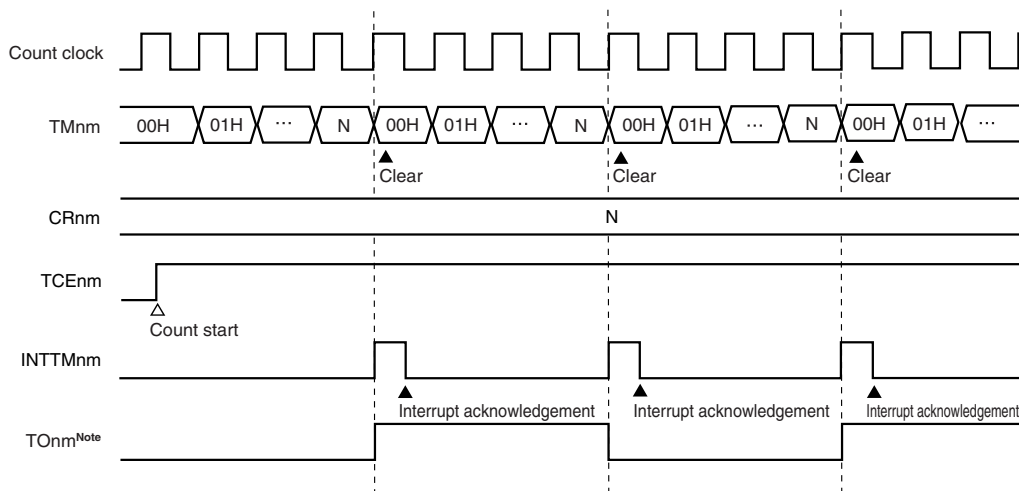 Count clock
TMnm 00H 01H ... N 00H 01H ... N 00H 01H ... N 00H 01H ...
Clear Clear Clear
CRnm N
TCEnm
Count start
INTTMnm
Interrupt acknowledgement Interrupt acknowledgement Interrupt acknowledgement
TOnmNote